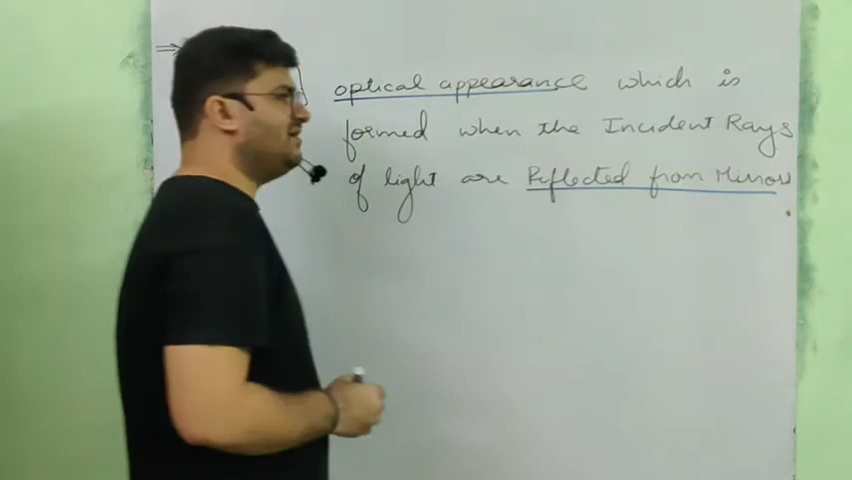 ⇒ optical appearance which is
formed when the Incident Rays
of light are Reflected from Mirror.